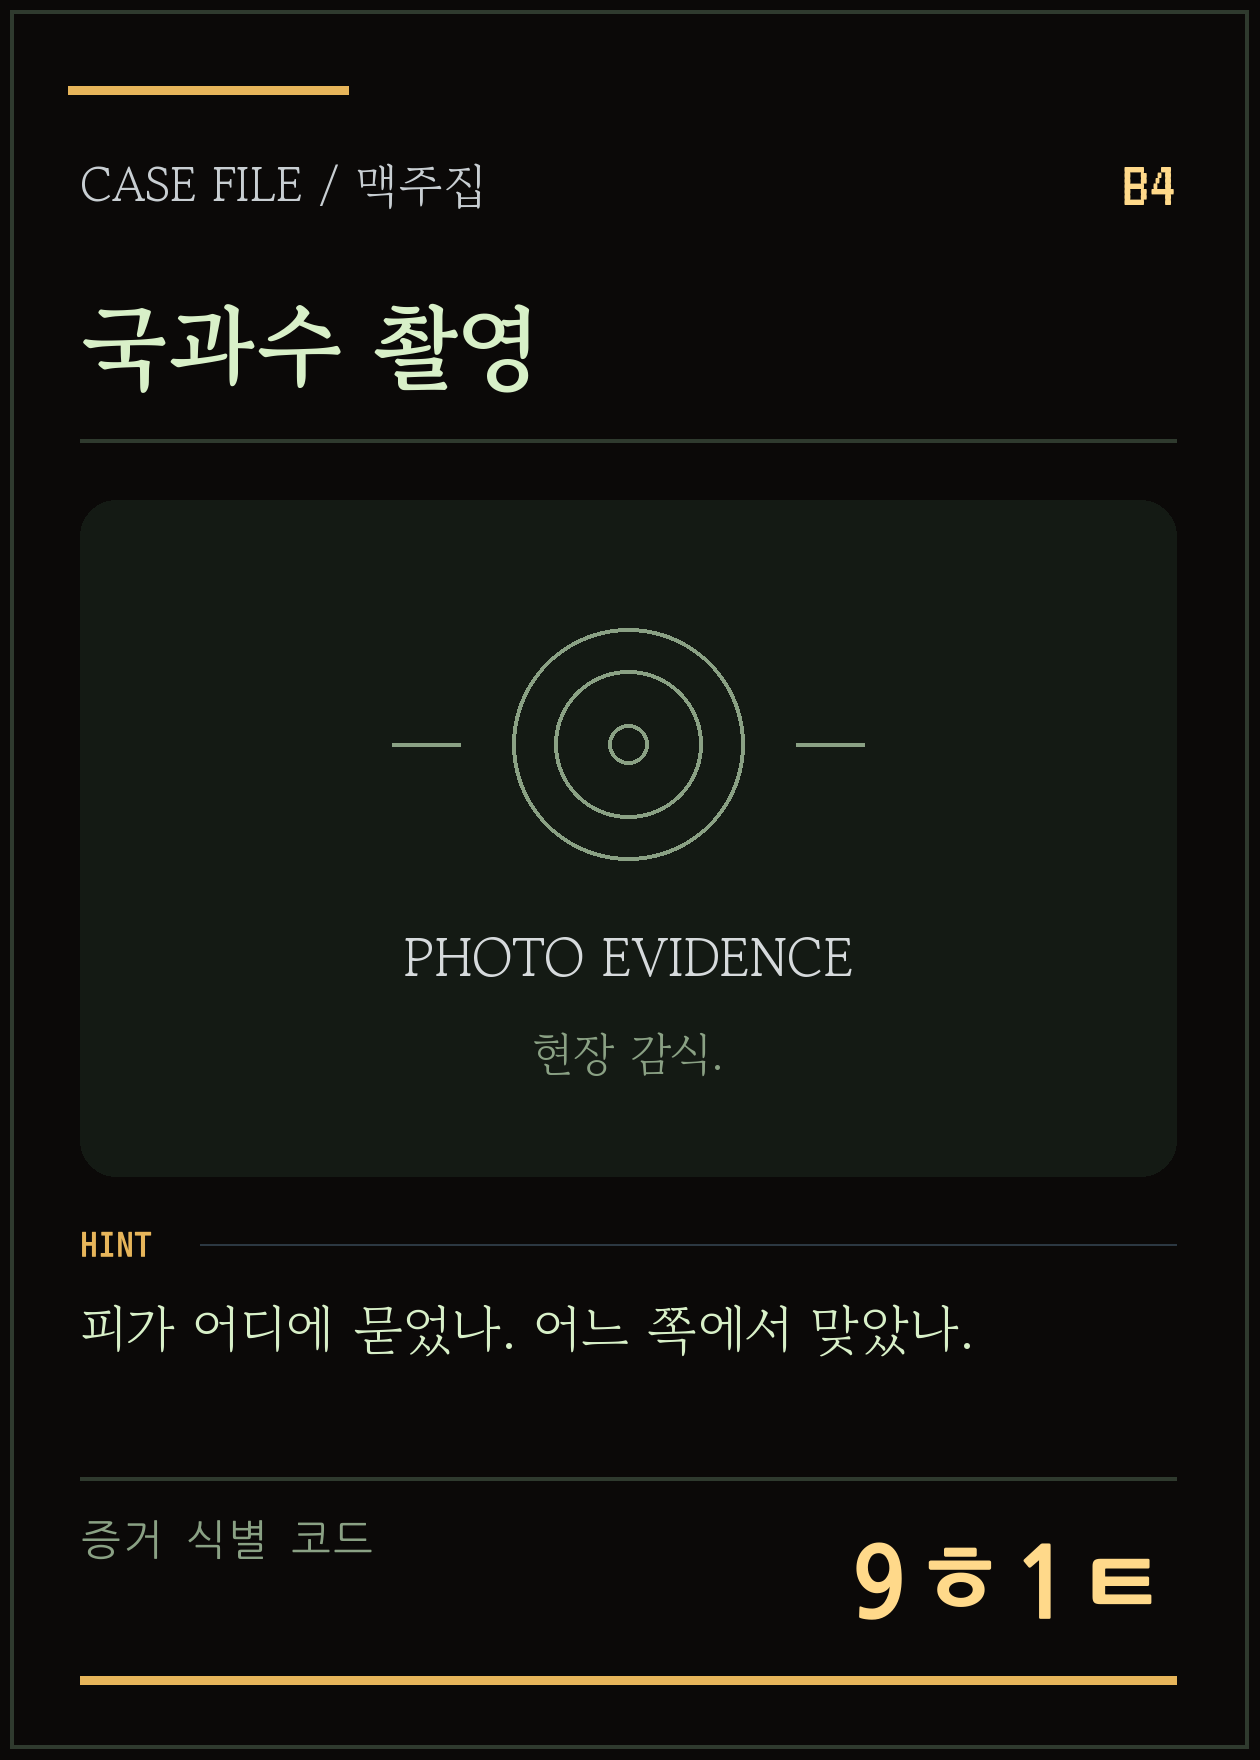 CASE FILE / 맥주집
B4
국과수 촬영
PHOTO EVIDENCE
현장 감식.
HINT
피가 어디에 묻었나. 어느 쪽에서 맞았나.
증거 식별 코드
9ㅎ1ㅌ